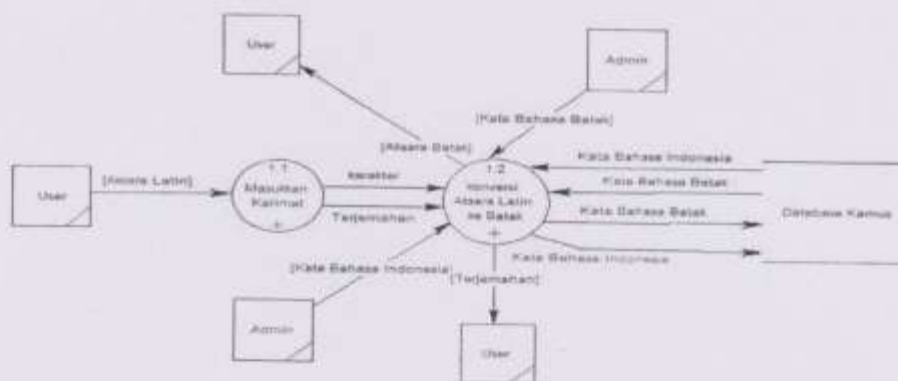 User
Admin
[Kata Bahasa Batak]
[Aksara Batak]
User
[Aksara Latin]
1.1
Masukkan
Kalimat
+
karakter
Terjemahan
1.2
Konversi
Aksara Latin
ke Batak
+
Kata Bahasa Indonesia
Kata Bahasa Batak
Kata Bahasa Batak
Kata Bahasa Indonesia
Database Kamus
[Kata Bahasa Indonesia]
[Terjemahan]
Admin
User